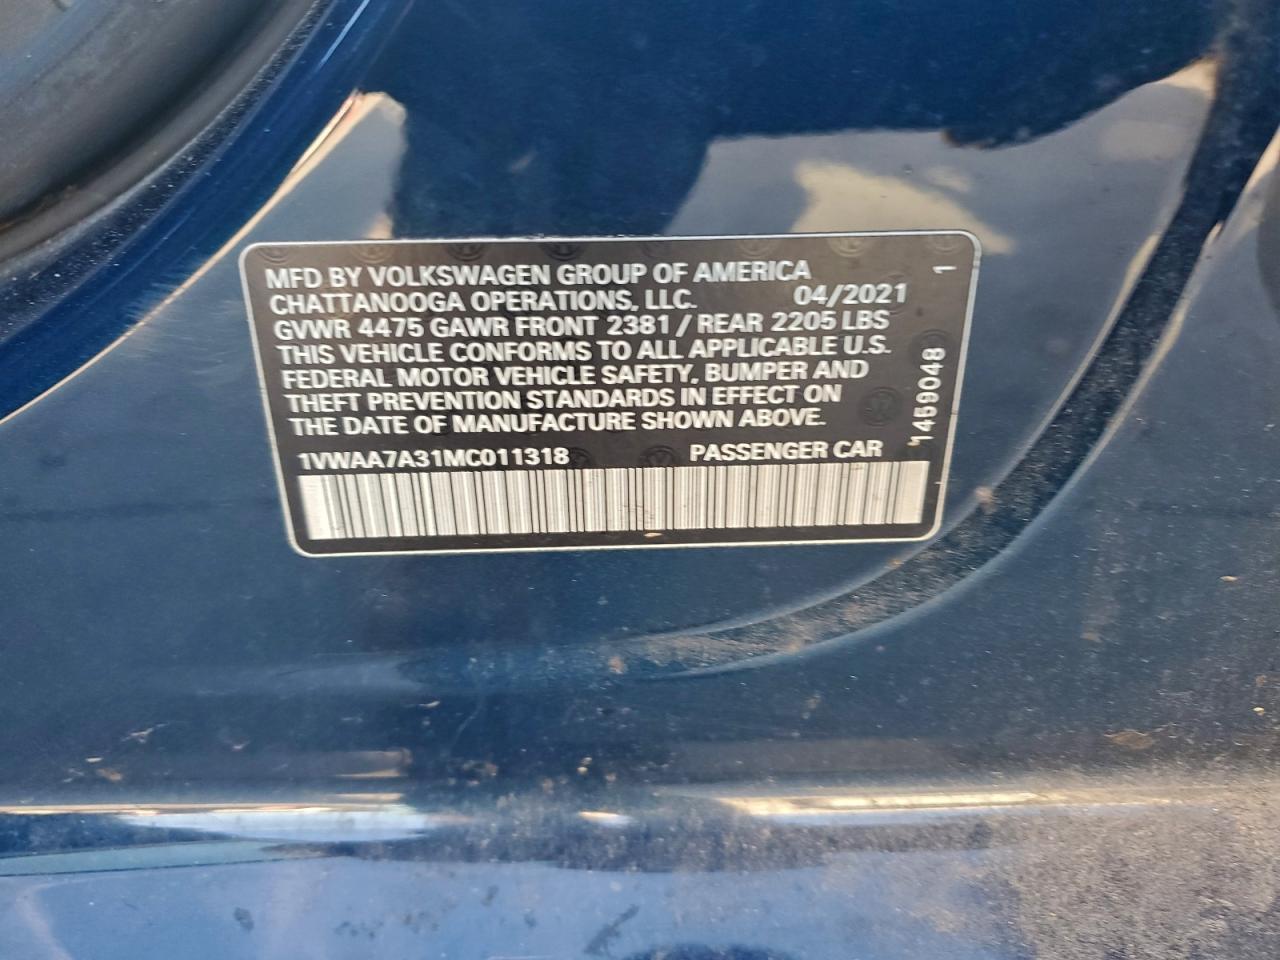 MFD BY VOLKSWAGEN GROUP OF AMERICA
CHATTANOOGA OPERATIONS, LLC. 04/2021
GVWR 4475 GAWR FRONT 2381 / REAR 2205 LBS
THIS VEHICLE CONFORMS TO ALL APPLICABLE U.S.
FEDERAL MOTOR VEHICLE SAFETY, BUMPER AND
THEFT PREVENTION STANDARDS IN EFFECT ON
THE DATE OF MANUFACTURE SHOWN ABOVE.
1VWAA7A31MC011318 PASSENGER CAR
1459048 1